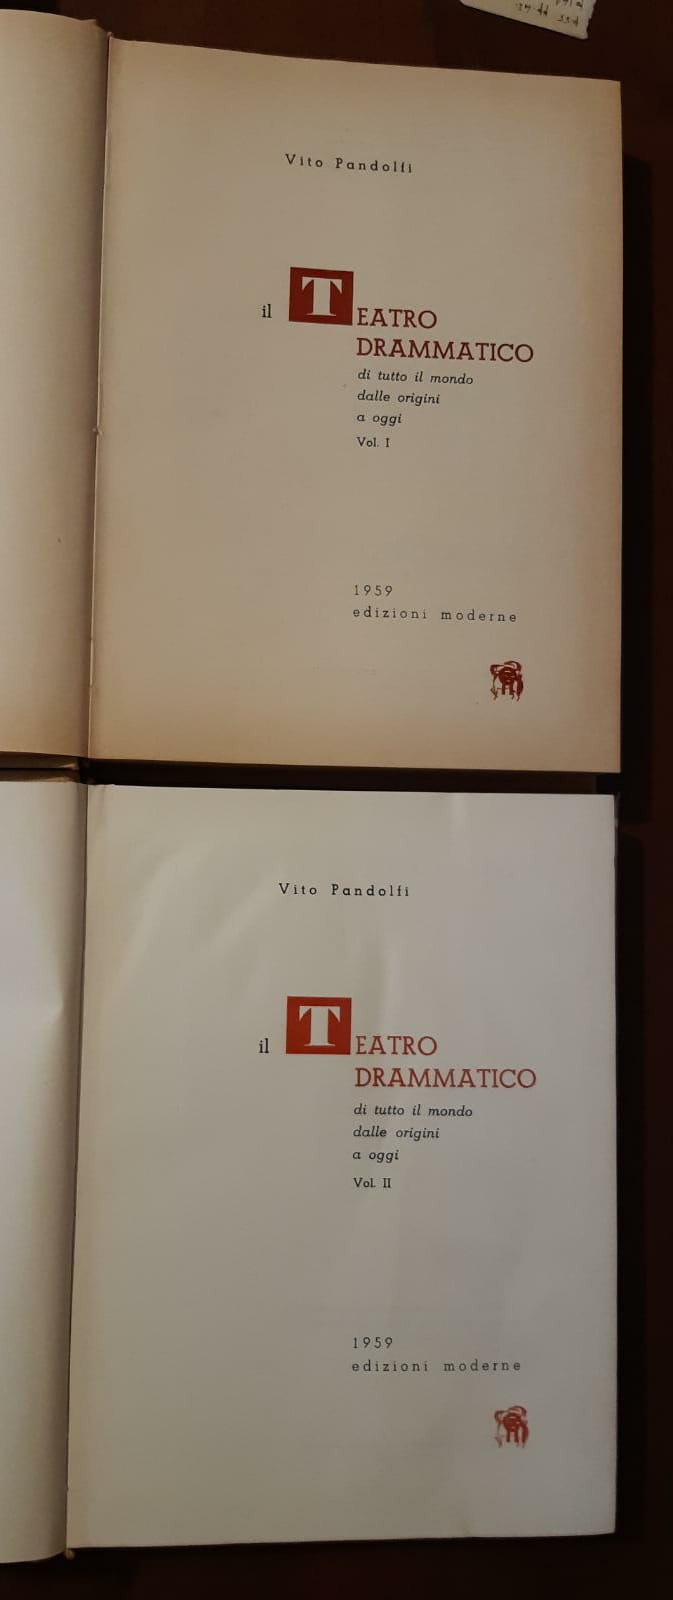 Vito Pandolfi
il TEATRO
DRAMMATICO
di tutto il mondo
dalle origini
a oggi
Vol. I
1959
edizioni moderne
Vito Pandolfi
il TEATRO
DRAMMATICO
di tutto il mondo
dalle origini
a oggi
Vol. II
1959
edizioni moderne